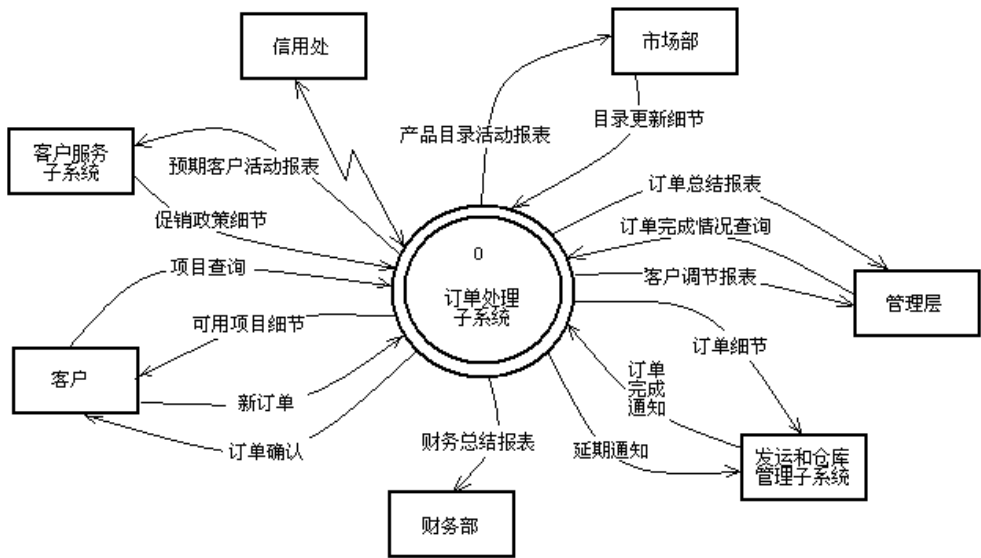 信用处
市场部
产品目录活动报表
目录更新细节
客户服务
子系统
预期客户活动报表
促销政策细节
订单总结报表
订单完成情况查询
客户调节报表
管理层
项目查询
0
订单处理
子系统
可用项目细节
订单细节
客户
新订单
订单确认
订单
完成
通知
财务总结报表
延期通知
发运和仓库
管理子系统
财务部